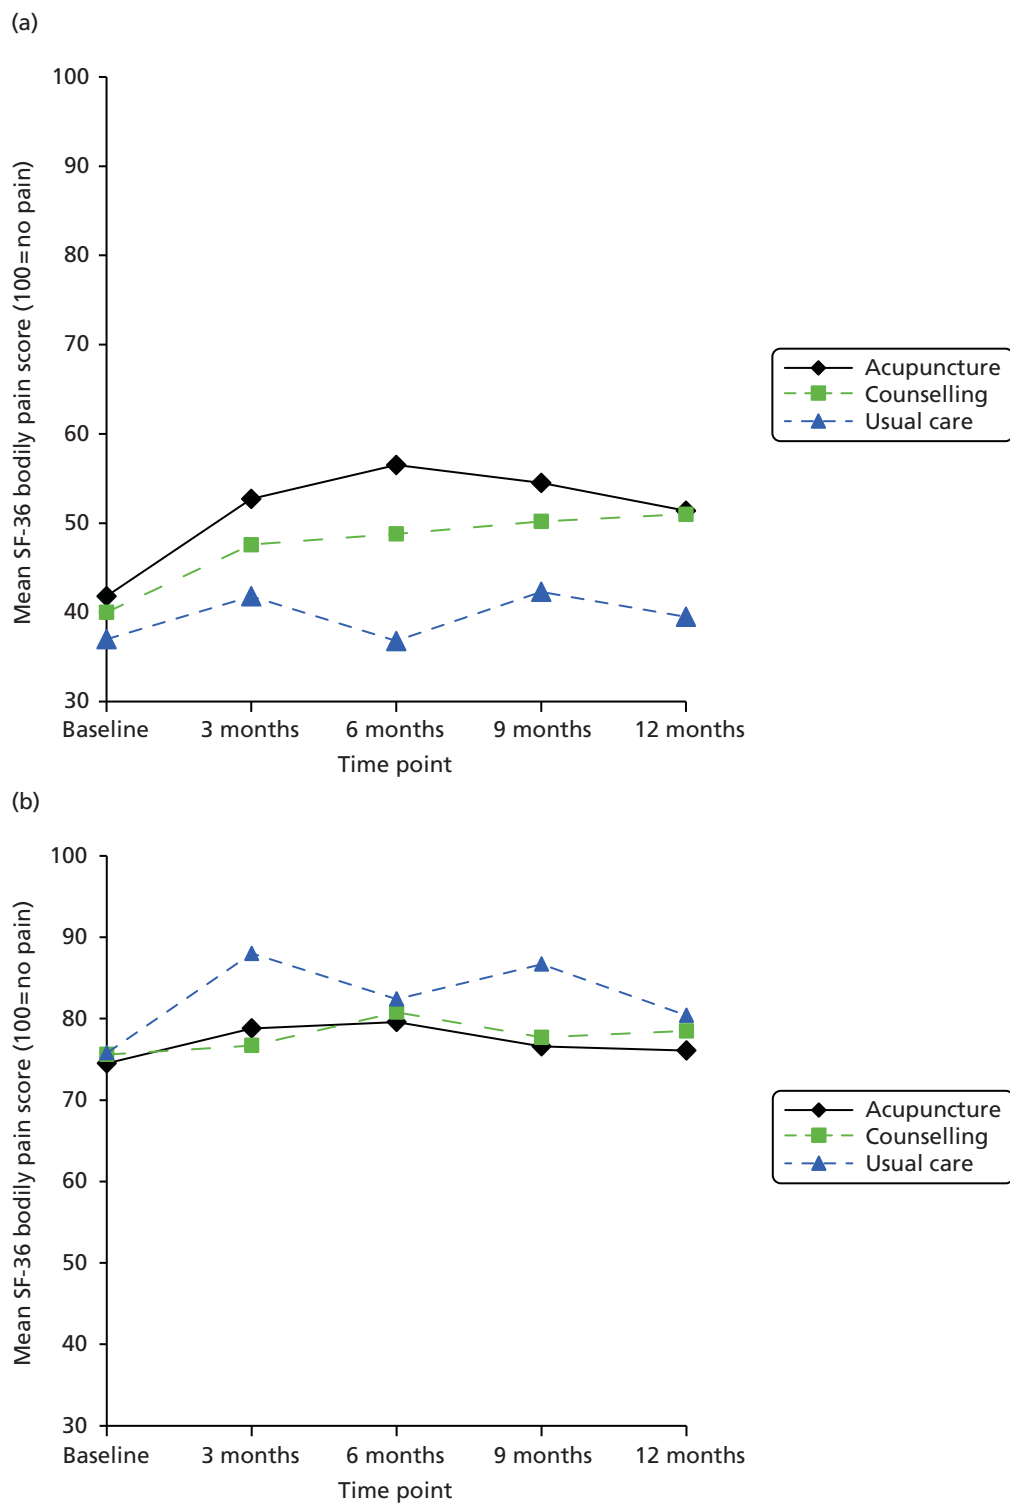 (a)
Mean SF-36 bodily pain score (100=no pain)
100
90
80
70
60
50
40
30
Baseline
3 months
6 months
9 months
12 months
Time point
Acupuncture
Counselling
Usual care
(b)
Mean SF-36 bodily pain score (100=no pain)
100
90
80
70
60
50
40
30
Baseline
3 months
6 months
9 months
12 months
Time point
Acupuncture
Counselling
Usual care